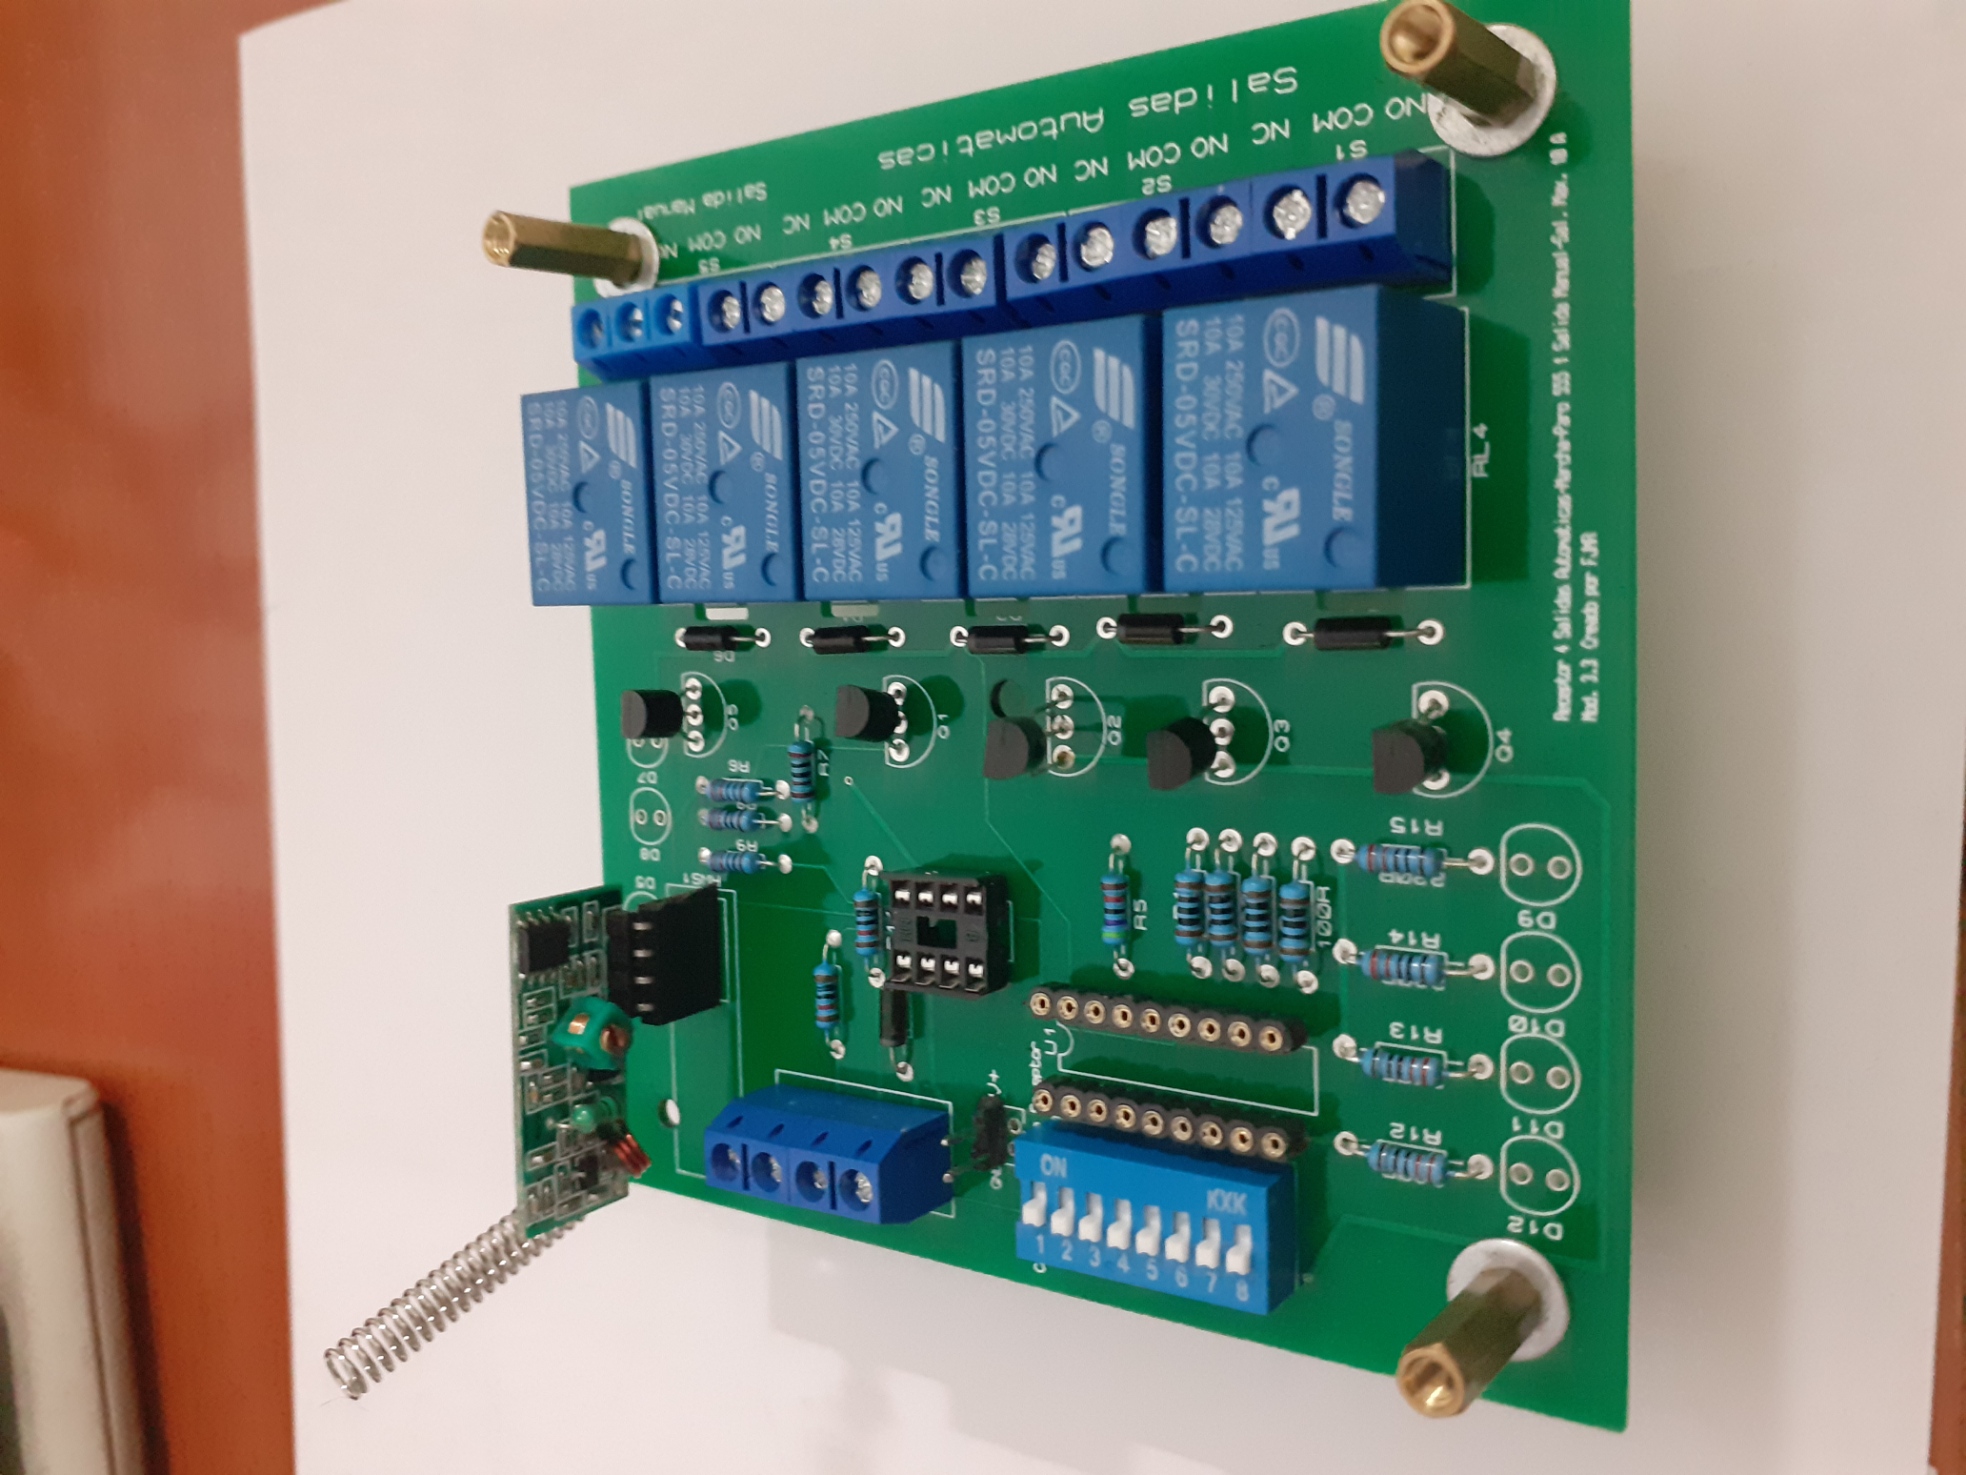 SRD-05VDC-SL-C
10A 30VDC 10A 28VDC
10A 250VAC 10A 125VAC
SONGLE
SRD-05VDC-SL-C
10A 30VDC 10A 28VDC
10A 250VAC 10A 125VAC
SONGLE
SRD-05VDC-SL-C
10A 30VDC 10A 28VDC
10A 250VAC 10A 125VAC
SONGLE
SRD-05VDC-SL-C
10A 30VDC 10A 28VDC
10A 250VAC 10A 125VAC
SONGLE
SRD-05VDC-SL-C
10A 30VDC 10A 28VDC
10A 250VAC 10A 125VAC
SONGLE
D5
D8
D7
Q5
D6
R9
R6
R7
Q1
V+
U1
ON
1 2 3 4 5 6 7 8
KXK
R5
Q2
Q3
100R
R12
R13
R14
R15
Q4
D12
D11
D10
D9
RL4
S5
S4
S3
S2
S1
NO COM NC NO COM NC NO COM NC NO COM NC NO COM NC
Salida Manual
Salidas Automaticas
Receptor 4 Salidas Automaticas-Marcha-Paro 555 1 Salida Manual-Sal. Max. 10 A
Mod. 3.3 Creado por FJMR